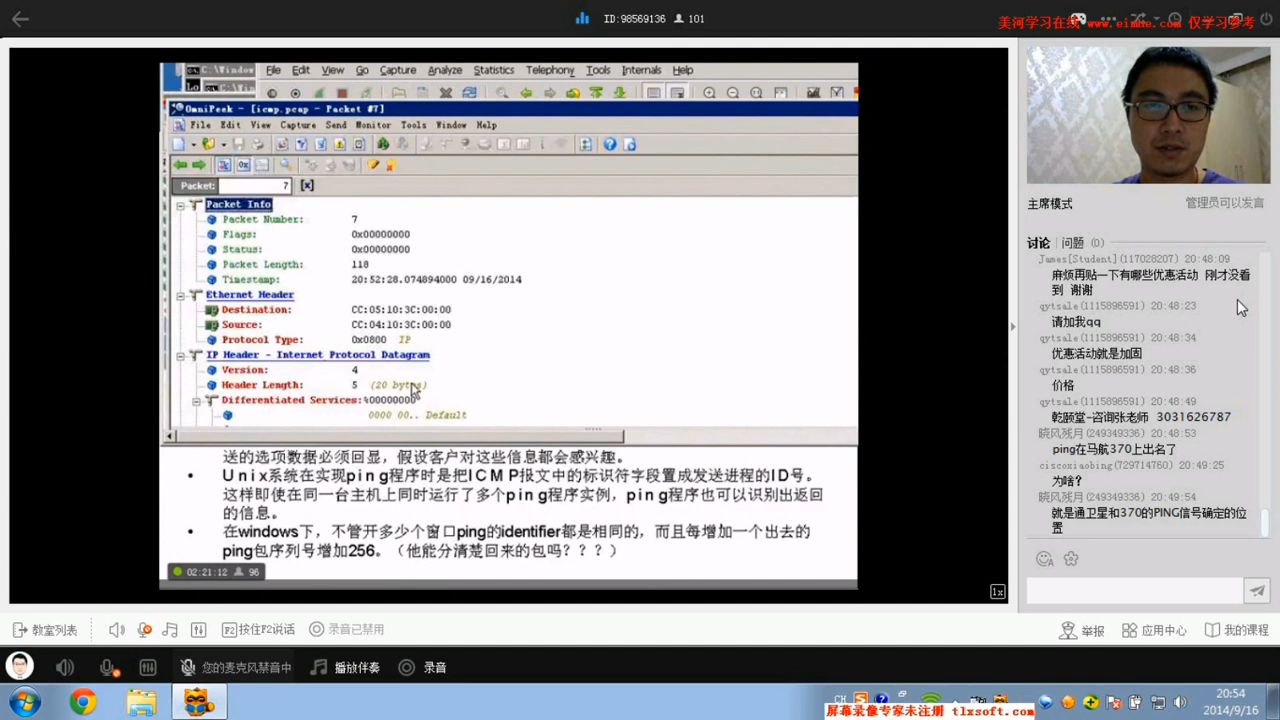 ID:98569136 101
美河学习在线 www.eimhe.com 仅学习参考
C:\Window
File Edit View Go Capture Analyze Statistics Telephony Tools Internals Help
Lo C:\Win
OmniPeek - [icmp.pcap - Packet #7]
File Edit View Capture Send Monitor Tools Window Help
Packet: 7 [x]
Packet Info
Packet Number: 7
Flags: 0x00000000
Status: 0x00000000
Packet Length: 118
Timestamp: 20:52:28.074894000 09/16/2014
Ethernet Header
Destination: CC:05:10:3C:00:00
Source: CC:04:10:3C:00:00
Protocol Type: 0x0800 IP
IP Header - Internet Protocol Datagram
Version: 4
Header Length: 5 (20 bytes)
Differentiated Services: %00000000
0000 00.. Default
送的选项数据必须回显，假设客户对这些信息都会感兴趣。
• Unix系统在实现ping程序时是把ICMP报文中的标识符字段置成发送进程的ID号。
这样即使在同一台主机上同时运行了多个ping程序实例，ping程序也可以识别出返回
的信息。
• 在windows下，不管开多少个窗口ping的identifier都是相同的，而且每增加一个出去的
ping包序列号增加256。（他能分清楚回来的包吗？？？）
02:21:12 96
1x
主席模式 管理员可以发言
讨论 问题 (0)
James[Student](117028207) 20:48:09
麻烦再贴一下有哪些优惠活动 刚才没看
到 谢谢
qytsale(1115896591) 20:48:23
请加我qq
qytsale(1115896591) 20:48:34
优惠活动就是加固
qytsale(1115896591) 20:48:36
价格
qytsale(1115896591) 20:48:49
乾颐堂-咨询张老师 3031626787
晓风残月(249349336) 20:48:53
ping在马航370上出名了
ciscoxiaobing(729714760) 20:49:25
为啥?
晓风残月(249349336) 20:49:54
就是通卫星和370的PING信号确定的位
置
教室列表 F2 按住F2说话 录音已禁用
举报 应用中心 我的课程
您的麦克风禁音中 播放伴奏 录音
CH
20:54
2014/9/16
屏幕录像专家未注册 tlxsoft.com